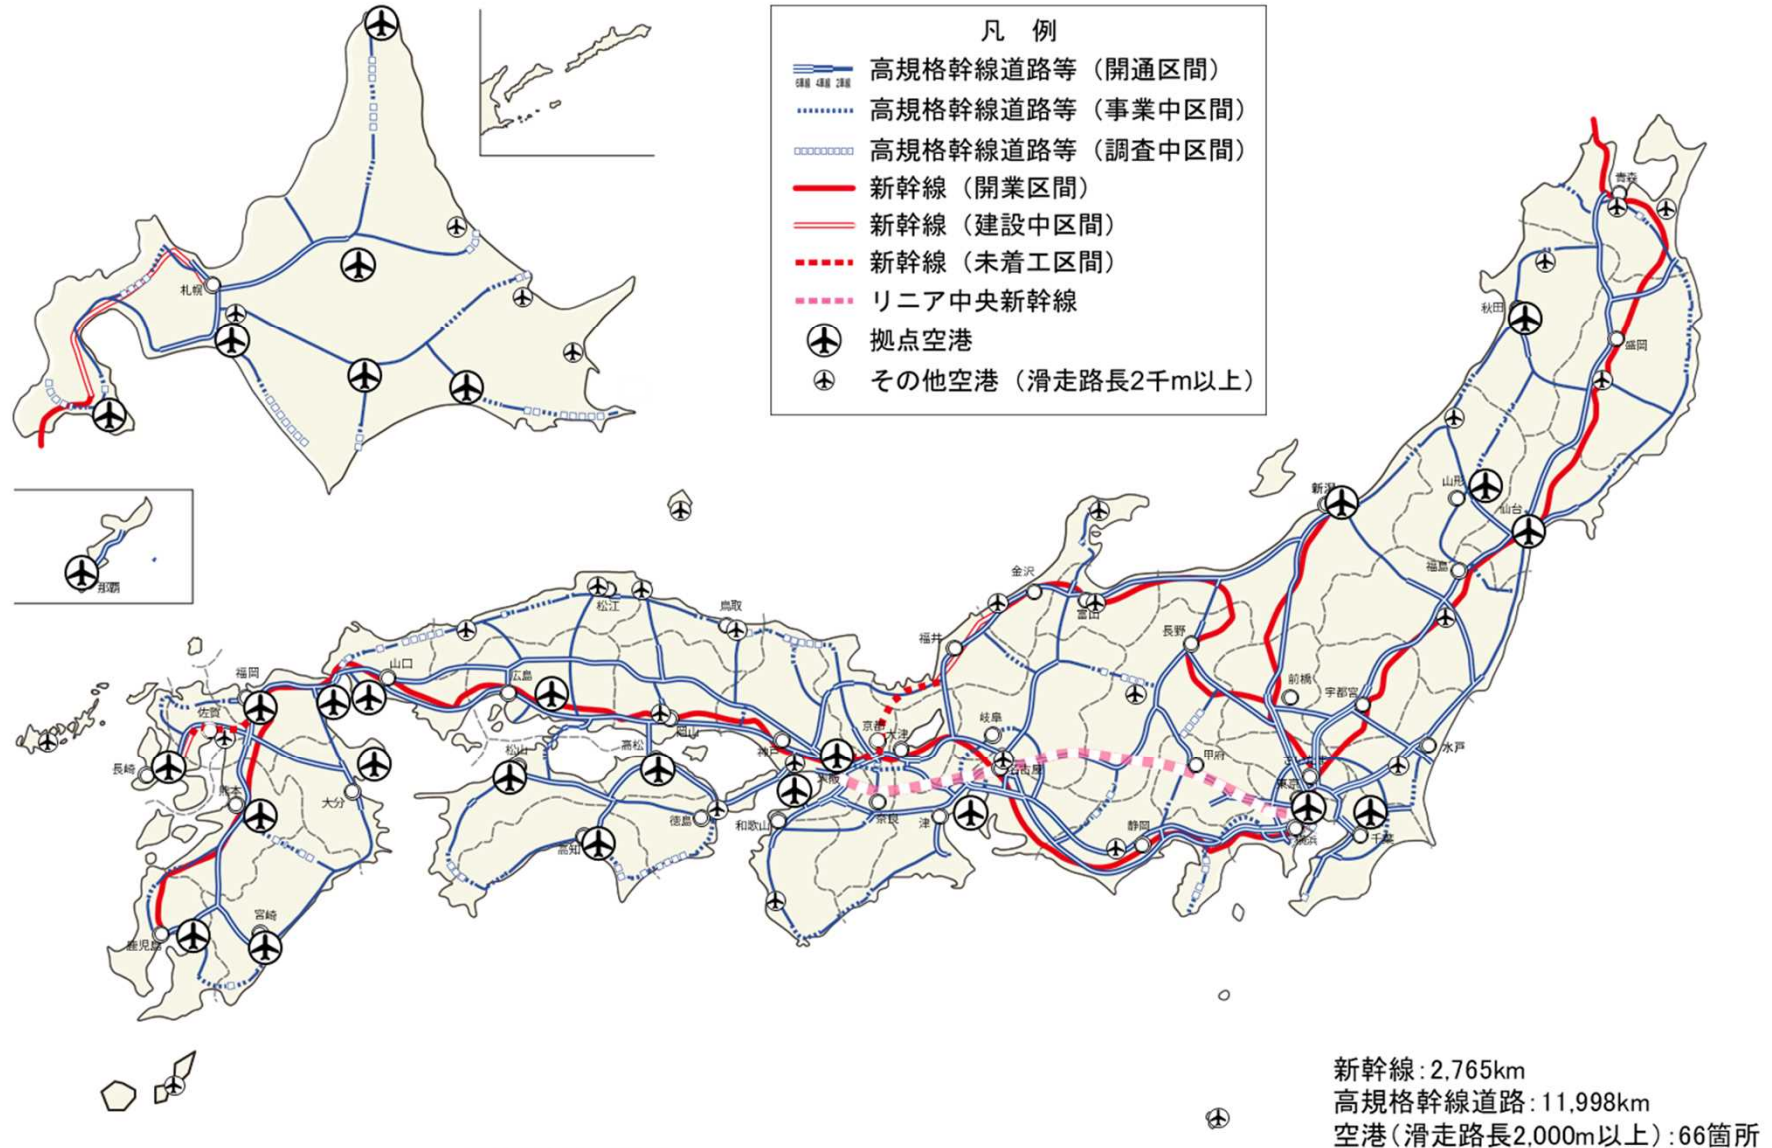 凡 例
高規格幹線道路等（開通区間）
6車線 4車線 2車線
高規格幹線道路等（事業中区間）
高規格幹線道路等（調査中区間）
新幹線（開業区間）
新幹線（建設中区間）
新幹線（未着工区間）
リニア中央新幹線
拠点空港
その他空港（滑走路長2千m以上）
札幌
青森
秋田
盛岡
山形
仙台
新潟
福島
那覇
金沢
富山
福井
長野
前橋
宇都宮
水戸
松江
鳥取
山口
広島
岡山
福岡
佐賀
長崎
熊本
大分
松山
高松
徳島
高知
神戸
大阪
京都
大津
岐阜
名古屋
甲府
東京
和歌山
奈良
津
静岡
横浜
千葉
宮崎
鹿児島
新幹線：2,765km
高規格幹線道路：11,998km
空港（滑走路長2,000m以上）：66箇所